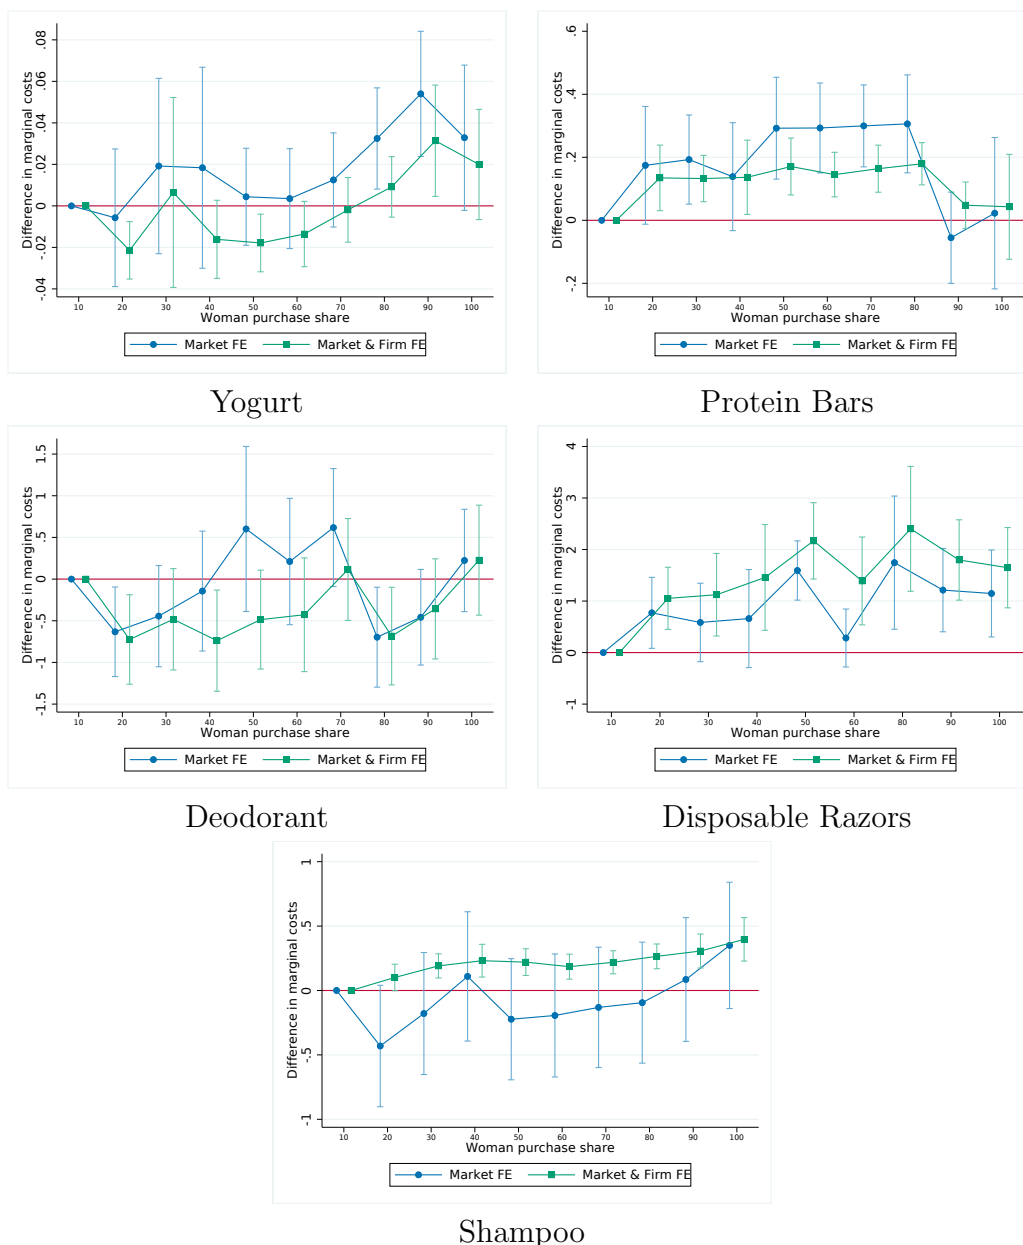 Difference in marginal costs
.08
.06
.04
.02
0
-.02
-.04
10 20 30 40 50 60 70 80 90 100
Woman purchase share
Market FE Market & Firm FE
Yogurt
Difference in marginal costs
.6
.4
.2
0
-.2
10 20 30 40 50 60 70 80 90 100
Woman purchase share
Market FE Market & Firm FE
Protein Bars
Difference in marginal costs
1.5
1
.5
0
-.5
-1
-1.5
10 20 30 40 50 60 70 80 90 100
Woman purchase share
Market FE Market & Firm FE
Deodorant
Difference in marginal costs
4
3
2
1
0
-1
10 20 30 40 50 60 70 80 90 100
Woman purchase share
Market FE Market & Firm FE
Disposable Razors
Difference in marginal costs
1
.5
0
-.5
-1
10 20 30 40 50 60 70 80 90 100
Woman purchase share
Market FE Market & Firm FE
Shampoo